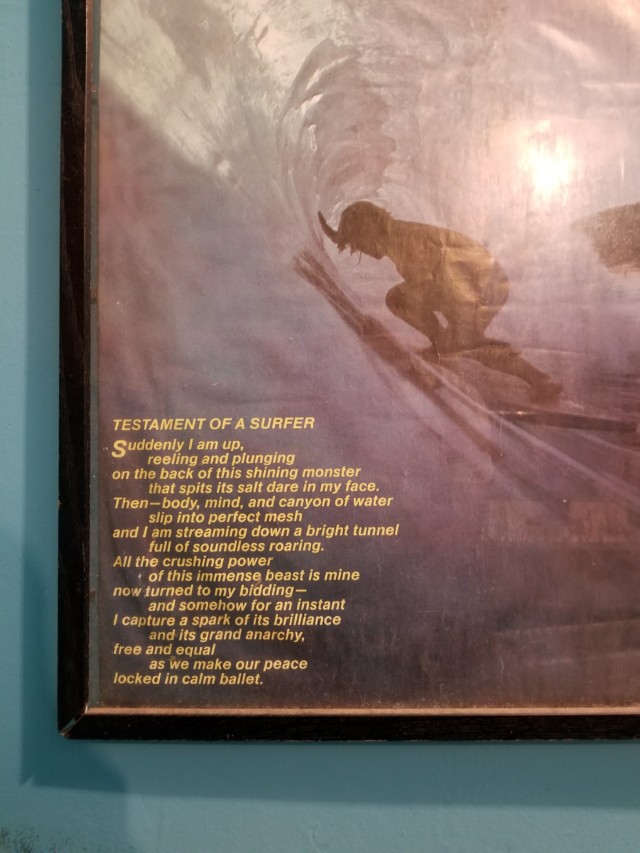 TESTAMENT OF A SURFER
Suddenly I am up,
reeling and plunging
on the back of this shining monster
that spits its salt dare in my face.
Then—body, mind, and canyon of water
slip into perfect mesh
and I am streaming down a bright tunnel
full of soundless roaring.
All the crushing power
of this immense beast is mine
now turned to my bidding—
and somehow for an instant
I capture a spark of its brilliance
and its grand anarchy,
free and equal
as we make our peace
locked in calm ballet.